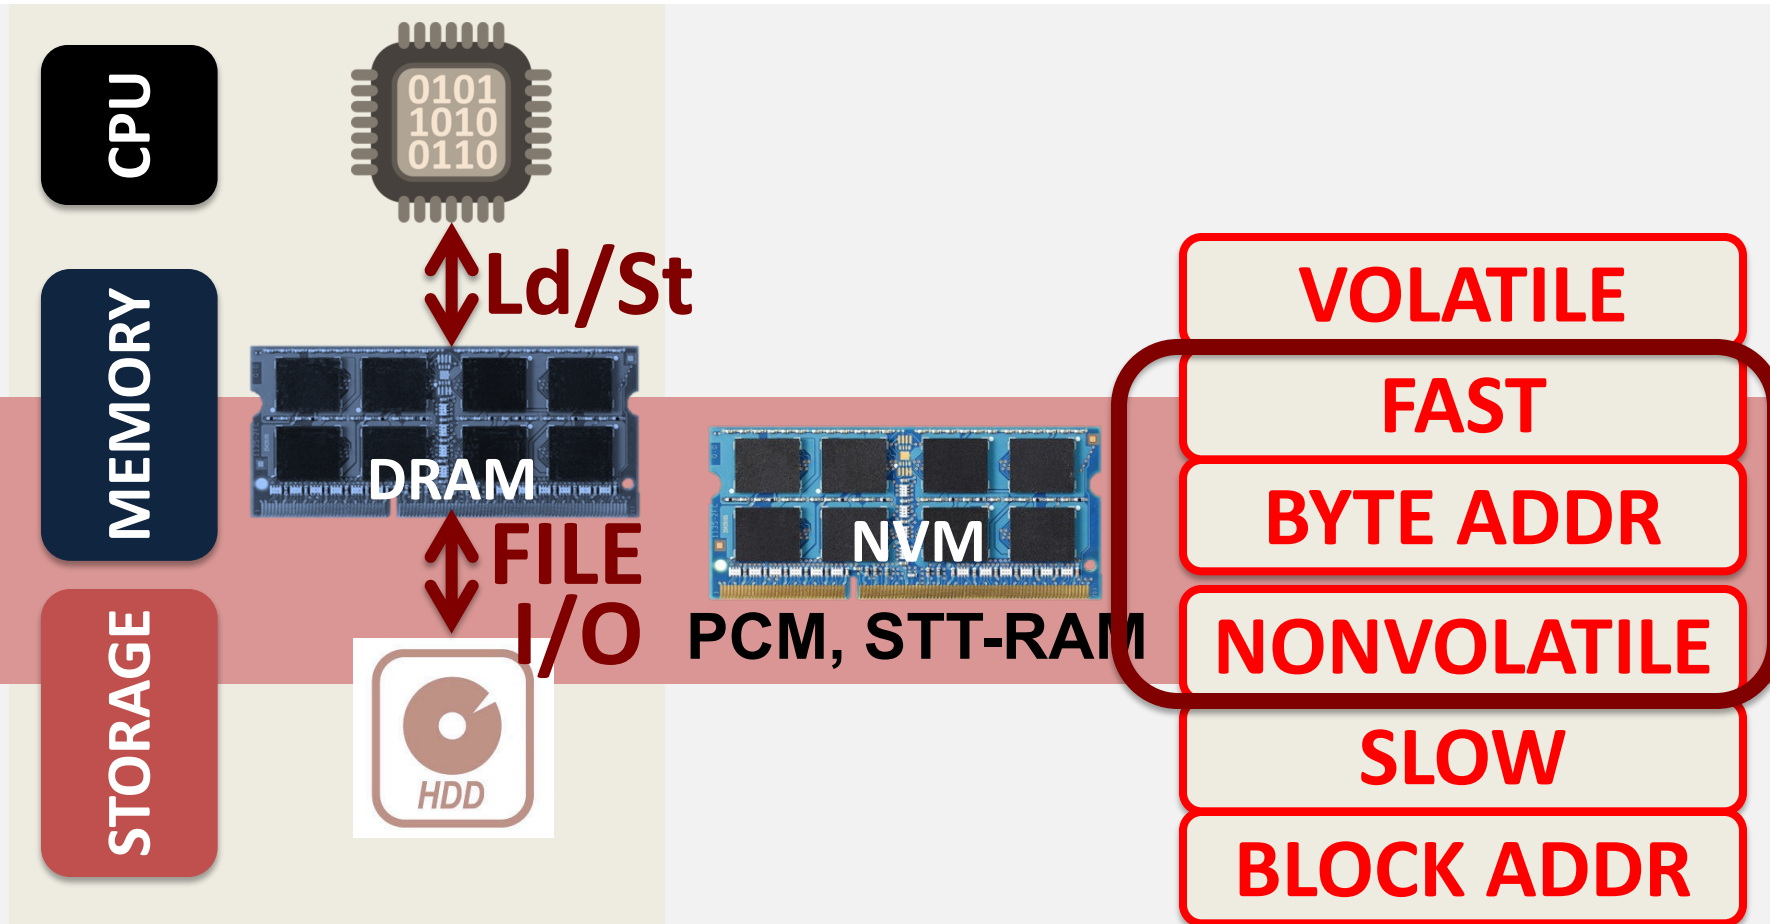 CPU
0101
1010
0110
Ld/St
MEMORY
DRAM
FILE
I/O
NVM
PCM, STT-RAM
STORAGE
HDD
VOLATILE
FAST
BYTE ADDR
NONVOLATILE
SLOW
BLOCK ADDR